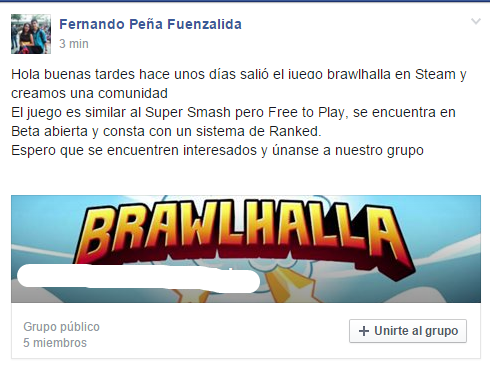 Fernando Peña Fuenzalida
3 min
Hola buenas tardes hace unos días salió el juego brawlhalla en Steam y
creamos una comunidad
El juego es similar al Super Smash pero Free to Play, se encuentra en
Beta abierta y consta con un sistema de Ranked.
Espero que se encuentren interesados y únanse a nuestro grupo
BRAWLHALLA
Grupo público
5 miembros
+ Unirte al grupo